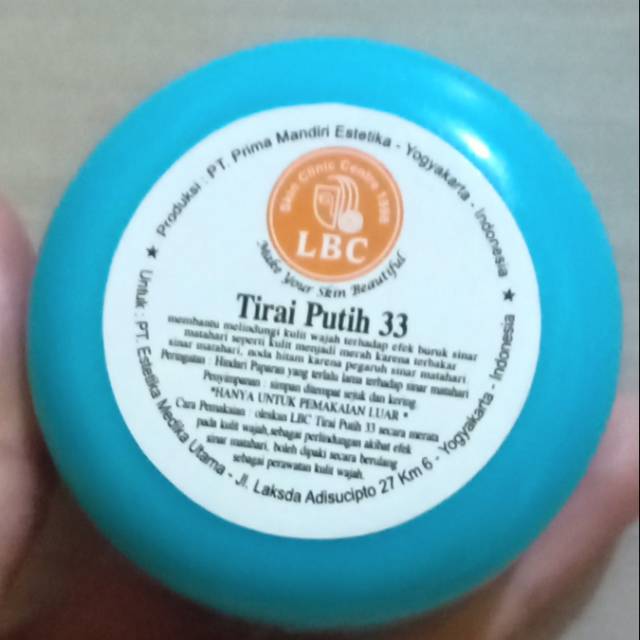 Produksi : PT. Prima Mandiri Estetika - Yogyakarta - Indonesia
Skin Clinic Centre
LBC
Make Your Skin Beautiful
Tirai Putih 33
membantu melindungi kulit wajah terhadap efek buruk sinar
matahari seperti kulit menjadi merah karena terbakar
sinar matahari, noda hitam karena pegaruh sinar matahari
Peringatan : Hindari Paparan yang terlalu lama terhadap sinar matahari
Penyimpanan : simpan ditempat sejuk dan kering
"HANYA UNTUK PEMAKAIAN LUAR "
Cara Pemakaian : oleskan LBC Tirai Putih 33 secara merata
pada kulit wajah,sebagai perlindungan akibat efek
sinar matahari, boleh dipaki secara berulang
sebagai perawatan kulit wajah.
Untuk : PT. Estetika Medika Utama - Jl. Laksda Adisucipto 27 Km 6 - Yogyakarta - Indonesia